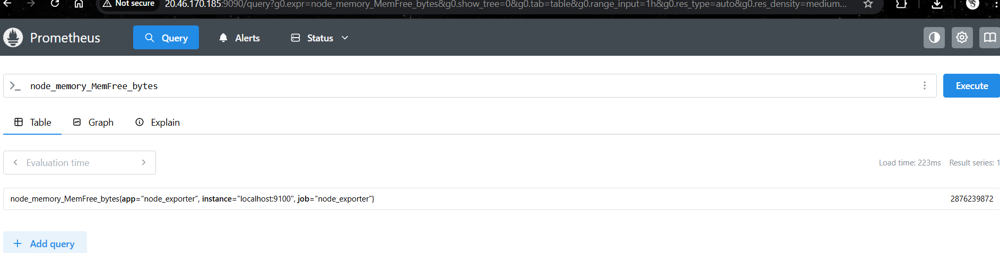 Not secure 20.46.170.185:9090/query?g0.expr=node_memory_MemFree_bytes&g0.show_tree=0&g0.tab=table&g0.range_input=1h&g0.res_type=auto&g0.res_density=medium...
Prometheus Query Alerts Status
node_memory_MemFree_bytes Execute
Table Graph Explain
Evaluation time Load time: 223ms Result series: 1
node_memory_MemFree_bytes{app="node_exporter", instance="localhost:9100", job="node_exporter"} 2876239872
Add query